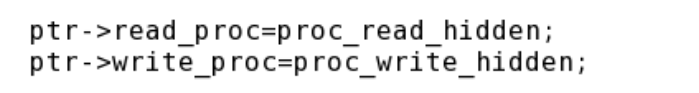 ptr->read_proc=proc_read_hidden;
ptr->write_proc=proc_write_hidden;